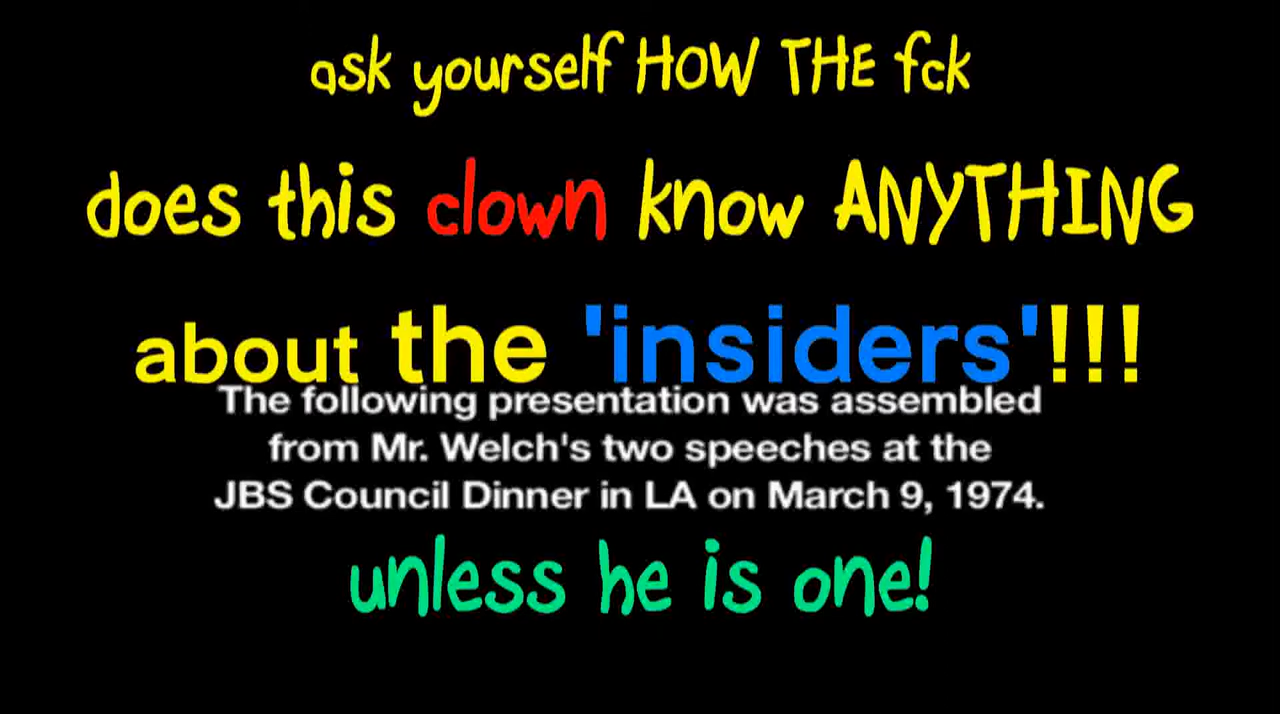 ask yourself HOW THE fck
does this clown know ANYTHING
about the 'insiders'!!!
The following presentation was assembled
from Mr. Welch's two speeches at the
JBS Council Dinner in LA on March 9, 1974.
unless he is one!